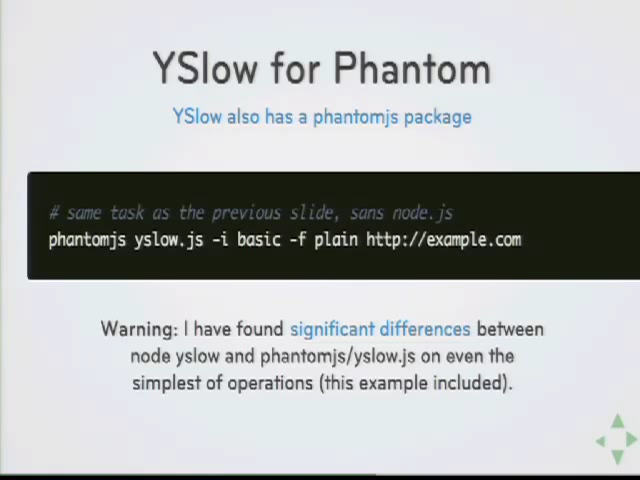 YSlow for Phantom
YSlow also has a phantomjs package
# same task as the previous slide, sans node.js
phantomjs yslow.js -i basic -f plain http://example.com
Warning: I have found significant differences between
node yslow and phantomjs/yslow.js on even the
simplest of operations (this example included).